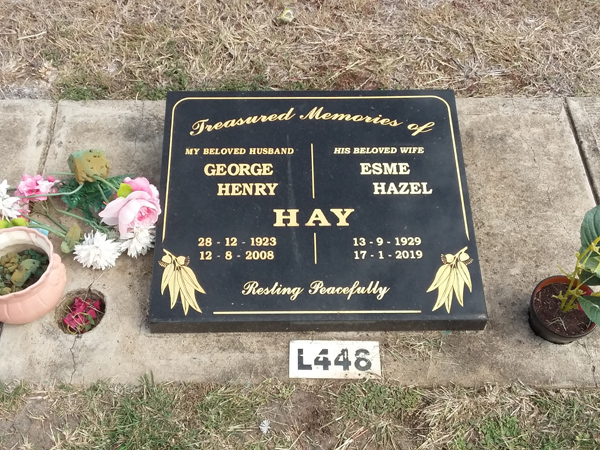 Treasured Memories of
MY BELOVED HUSBAND
GEORGE
HENRY
HIS BELOVED WIFE
ESME
HAZEL
HAY
28 - 12 - 1923
12 - 8 - 2008
13 - 9 - 1929
17 - 1 - 2019
Resting Peacefully
L448